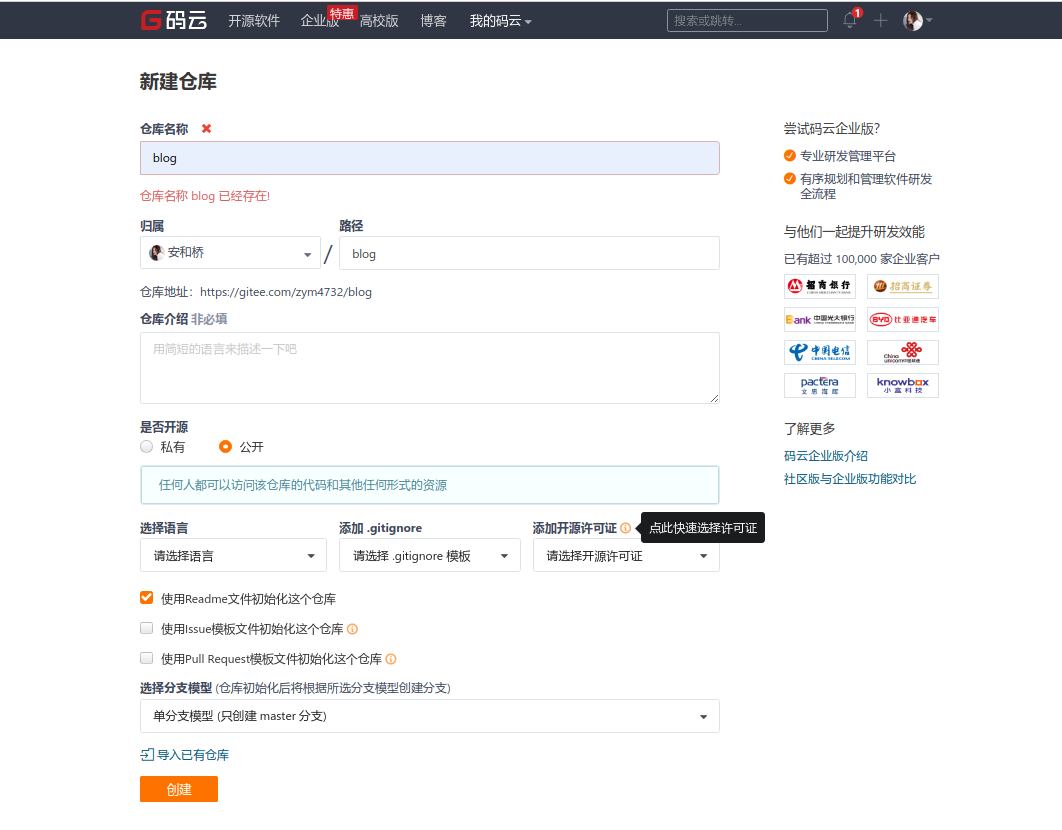 码云 开源软件 企业版 特惠 高校版 博客 我的码云 搜索或跳转... 1
新建仓库
仓库名称
blog
仓库名称 blog 已经存在!
归属 路径
安和桥 / blog
仓库地址：https://gitee.com/zym4732/blog
仓库介绍 非必填
用简短的语言来描述一下吧
是否开源
私有 公开
任何人都可以访问该仓库的代码和其他任何形式的资源
选择语言 添加 .gitignore 添加开源许可证 点此快速选择许可证
请选择语言 请选择 .gitignore 模板 请选择开源许可证
使用Readme文件初始化这个仓库
使用Issue模板文件初始化这个仓库
使用Pull Request模板文件初始化这个仓库
选择分支模型 (仓库初始化后将根据所选分支模型创建分支)
单分支模型 (只创建 master 分支)
导入已有仓库
创建
尝试码云企业版？
专业研发管理平台
有序规划和管理软件研发
全流程
与他们一起提升研发效能
已有超过 100,000 家企业客户
招商银行 招商证券
Bank 中国光大银行 BYD 比亚迪汽车
中国电信 CHINA TELECOM China unicom中国联通
pactera 文思海辉 knowbox 小盒科技
了解更多
码云企业版介绍
社区版与企业版功能对比